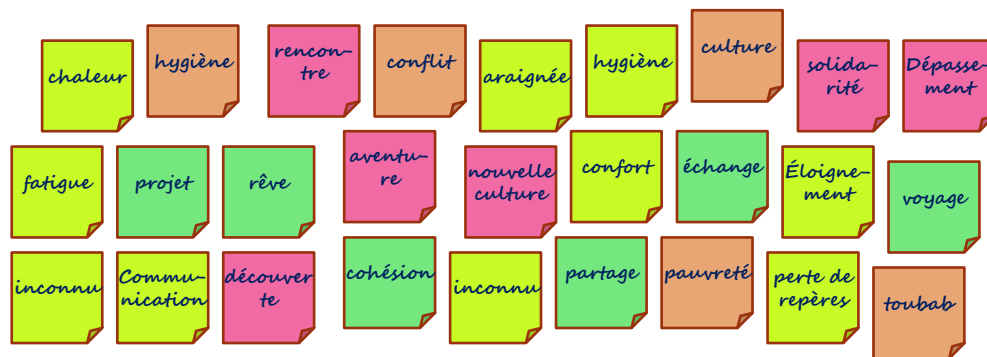 chaleur
hygiène
rencon-
tre
conflit
araignée
hygiène
culture
solida-
rité
Dépasse-
ment
fatigue
projet
rêve
aventu-
re
nouvelle
culture
confort
échange
Éloigne-
ment
voyage
inconnu
Commu-
nication
découver
te
cohésion
inconnu
partage
pauvreté
perte de
repères
toubab